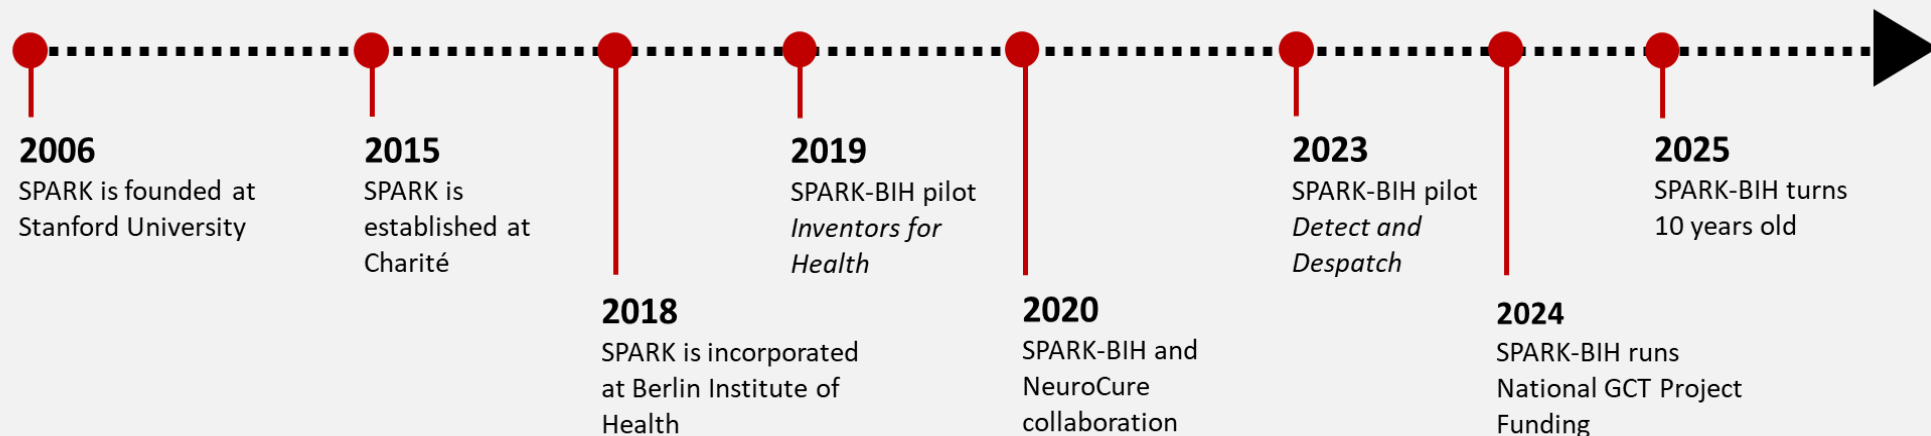 2006
SPARK is founded at
Stanford University
2015
SPARK is
established at
Charité
2018
SPARK is incorporated
at Berlin Institute of
Health
2019
SPARK-BIH pilot
Inventors for
Health
2020
SPARK-BIH and
NeuroCure
collaboration
2023
SPARK-BIH pilot
Detect and
Despatch
2024
SPARK-BIH runs
National GCT Project
Funding
2025
SPARK-BIH turns
10 years old